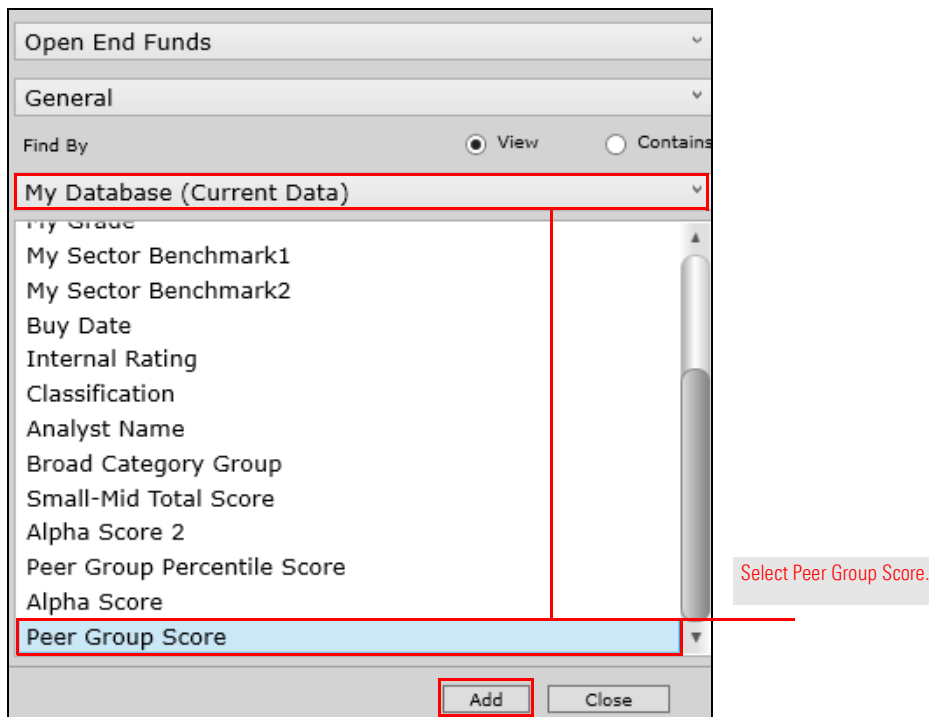 Open End Funds
General
Find By View Contains
My Database (Current Data)
My Grade
My Sector Benchmark1
My Sector Benchmark2
Buy Date
Internal Rating
Classification
Analyst Name
Broad Category Group
Small-Mid Total Score
Alpha Score 2
Peer Group Percentile Score
Alpha Score
Peer Group Score
Select Peer Group Score.
Add Close